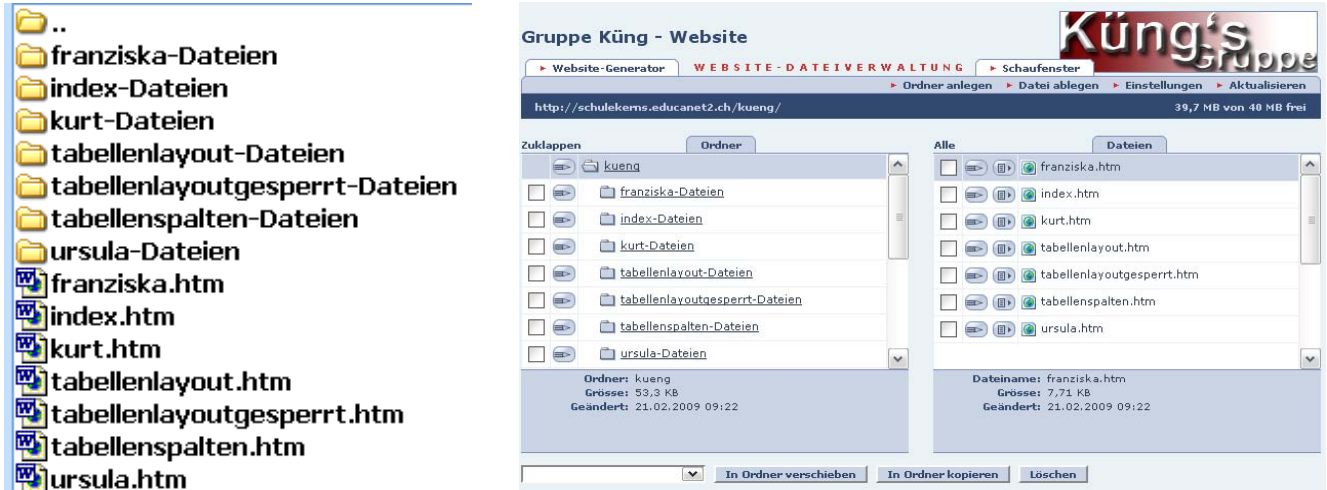 ..
franziska-Dateien
index-Dateien
kurt-Dateien
tabellenlayout-Dateien
tabellenlayoutgesperrt-Dateien
tabellenspalten-Dateien
ursula-Dateien
franziska.htm
index.htm
kurt.htm
tabellenlayout.htm
tabellenlayoutgesperrt.htm
tabellenspalten.htm
ursula.htm
Gruppe Küng - Website
Küng's
Gruppe
Website-Generator WEBSITE-DATEIVERWALTUNG Schaufenster
Ordner anlegen Datei ablegen Einstellungen Aktualisieren
http://schulekerns.educanet2.ch/kueng/ 39,7 MB von 40 MB frei
Zuklappen Ordner
kueng
franziska-Dateien
index-Dateien
kurt-Dateien
tabellenlayout-Dateien
tabellenlayoutgesperrt-Dateien
tabellenspalten-Dateien
ursula-Dateien
Ordner: kueng
Grösse: 53,3 KB
Geändert: 21.02.2009 09:22
Alle Dateien
franziska.htm
index.htm
kurt.htm
tabellenlayout.htm
tabellenlayoutgesperrt.htm
tabellenspalten.htm
ursula.htm
Dateiname: franziska.htm
Grösse: 7,71 KB
Geändert: 21.02.2009 09:22
In Ordner verschieben In Ordner kopieren Löschen